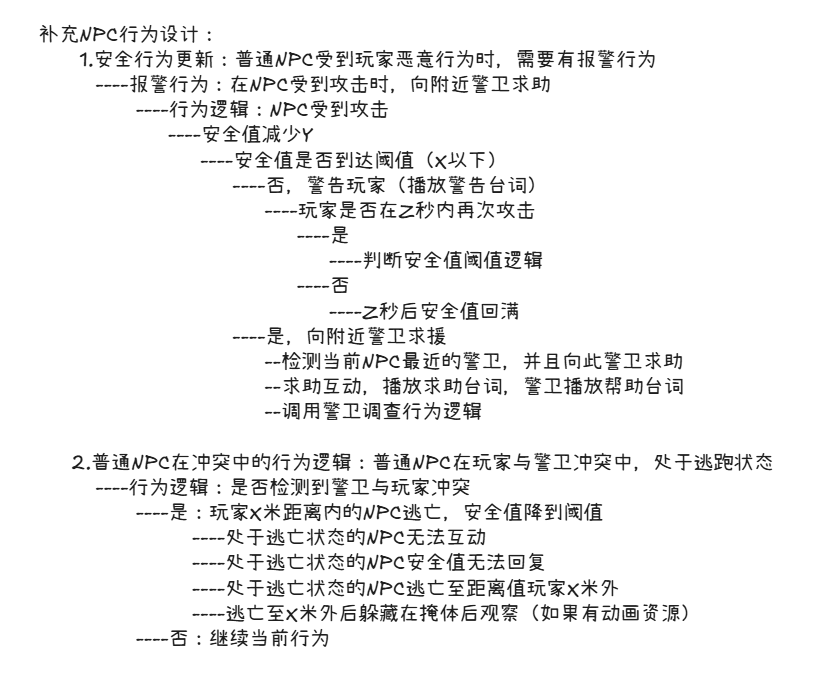 补充NPC行为设计：
1.安全行为更新：普通NPC受到玩家恶意行为时，需要有报警行为
----报警行为：在NPC受到攻击时，向附近警卫求助
----行为逻辑：NPC受到攻击
----安全值减少Y
----安全值是否到达阈值（X以下）
----否，警告玩家（播放警告台词）
----玩家是否在Z秒内再次攻击
----是
----判断安全值阈值逻辑
----否
----Z秒后安全值回满
----是，向附近警卫求援
--检测当前NPC最近的警卫，并且向此警卫求助
--求助互动，播放求助台词，警卫播放帮助台词
--调用警卫调查行为逻辑
2.普通NPC在冲突中的行为逻辑：普通NPC在玩家与警卫冲突中，处于逃跑状态
----行为逻辑：是否检测到警卫与玩家冲突
----是：玩家X米距离内的NPC逃亡，安全值降到阈值
----处于逃亡状态的NPC无法互动
----处于逃亡状态的NPC安全值无法回复
----处于逃亡状态的NPC逃亡至距离值玩家X米外
----逃亡至X米外后躲藏在掩体后观察（如果有动画资源）
----否：继续当前行为